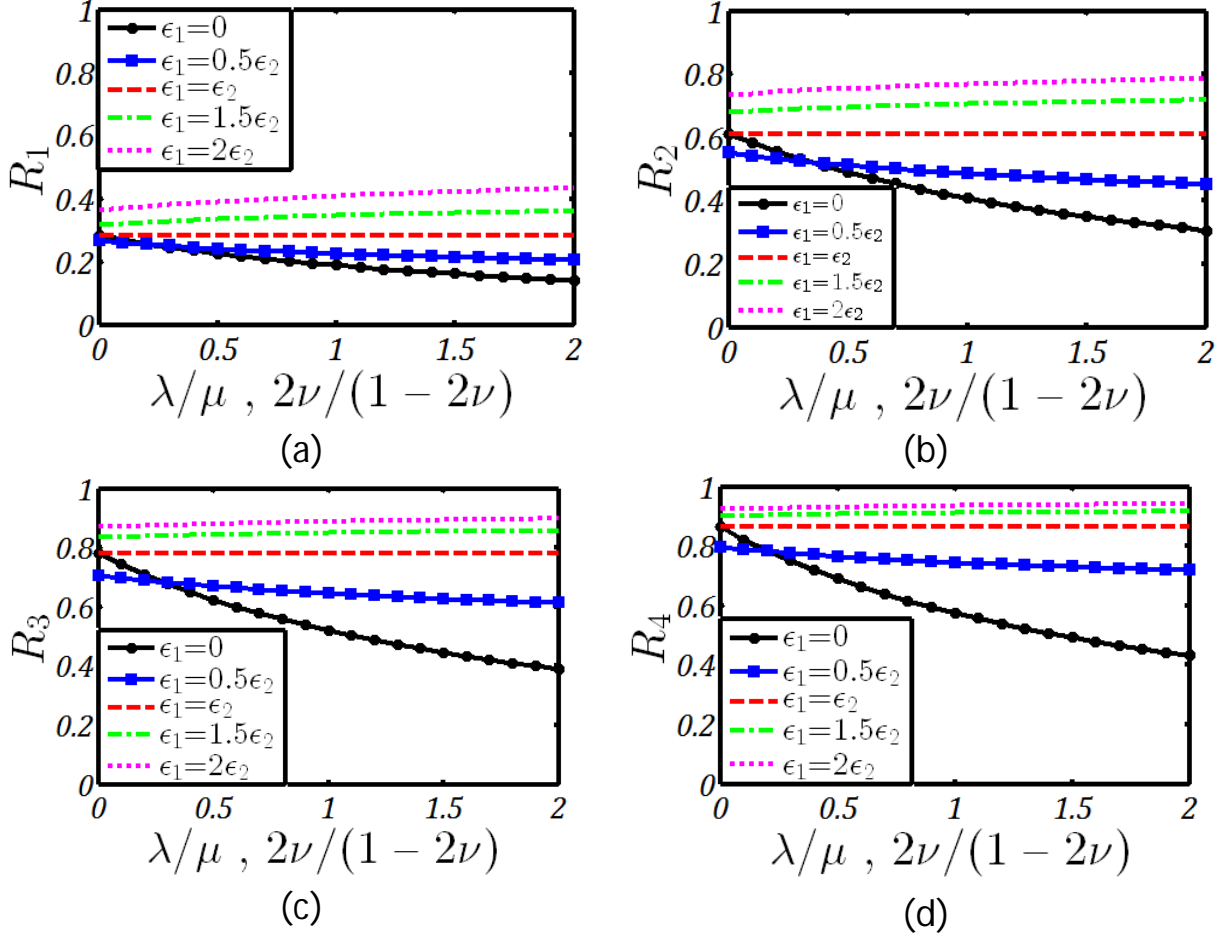 1
0.8
0.6
0.4
0.2
0
R₁
ϵ₁=0
ϵ₁=0.5ϵ₂
ϵ₁=ϵ₂
ϵ₁=1.5ϵ₂
ϵ₁=2ϵ₂
0 0.5 1 1.5 2
λ/μ , 2ν/(1 − 2ν)
(a)
1
0.8
0.6
0.4
0.2
0
R₂
ϵ₁=0
ϵ₁=0.5ϵ₂
ϵ₁=ϵ₂
ϵ₁=1.5ϵ₂
ϵ₁=2ϵ₂
0 0.5 1 1.5 2
λ/μ , 2ν/(1 − 2ν)
(b)
1
0.8
0.6
0.4
0.2
0
R₃
ϵ₁=0
ϵ₁=0.5ϵ₂
ϵ₁=ϵ₂
ϵ₁=1.5ϵ₂
ϵ₁=2ϵ₂
0 0.5 1 1.5 2
λ/μ , 2ν/(1 − 2ν)
(c)
1
0.8
0.6
0.4
0.2
0
R₄
ϵ₁=0
ϵ₁=0.5ϵ₂
ϵ₁=ϵ₂
ϵ₁=1.5ϵ₂
ϵ₁=2ϵ₂
0 0.5 1 1.5 2
λ/μ , 2ν/(1 − 2ν)
(d)